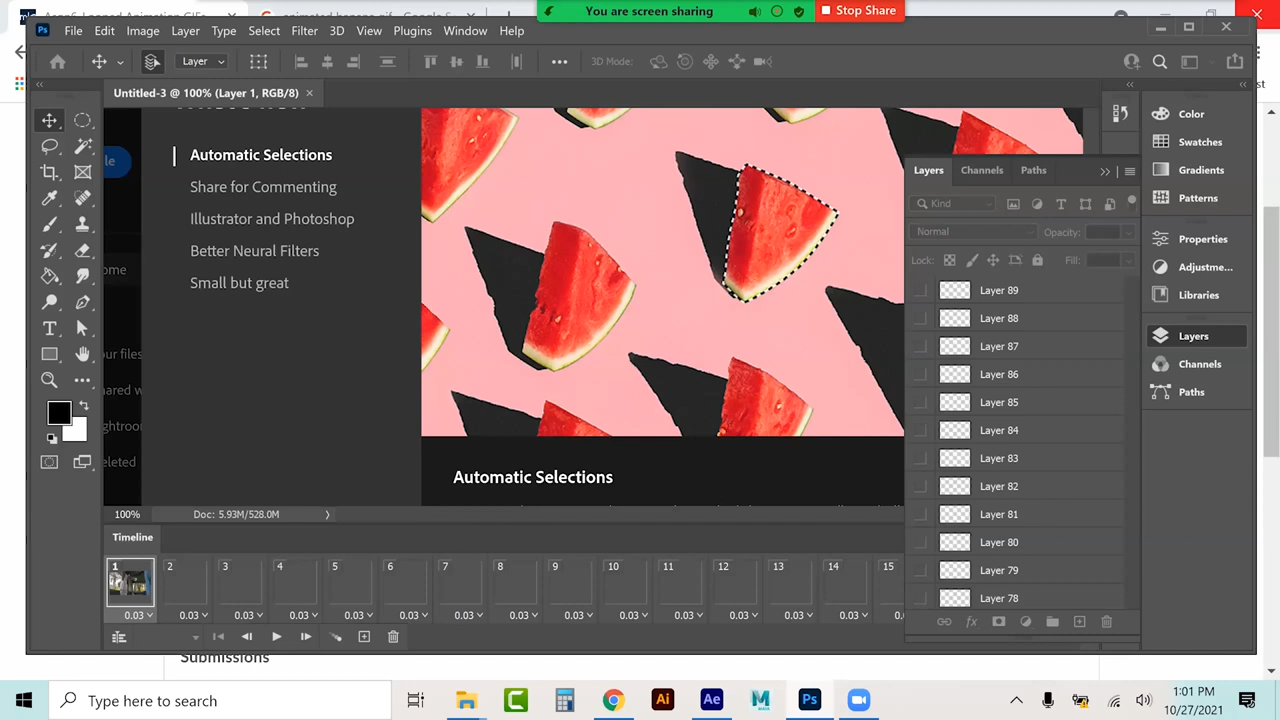 You are screen sharing
Stop Share
Ps
File Edit Image Layer Type Select Filter 3D View Plugins Window Help
Layer
3D Mode:
Untitled-3 @ 100% (Layer 1, RGB/8)
Automatic Selections
Share for Commenting
Illustrator and Photoshop
Better Neural Filters
Small but great
Automatic Selections
100% Doc: 5.93M/528.0M
Layers Channels Paths
Kind
Normal Opacity:
Lock: Fill:
Layer 89
Layer 88
Layer 87
Layer 86
Layer 85
Layer 84
Layer 83
Layer 82
Layer 81
Layer 80
Layer 79
Layer 78
fx
Color
Swatches
Gradients
Patterns
Properties
Adjustme...
Libraries
Layers
Channels
Paths
Timeline
1 2 3 4 5 6 7 8 9 10 11 12 13 14 15
0.03 0.03 0.03 0.03 0.03 0.03 0.03 0.03 0.03 0.03 0.03 0.03 0.03 0.03 0.03
Submissions
Type here to search
Ai Ae M Ps
1:01 PM
10/27/2021